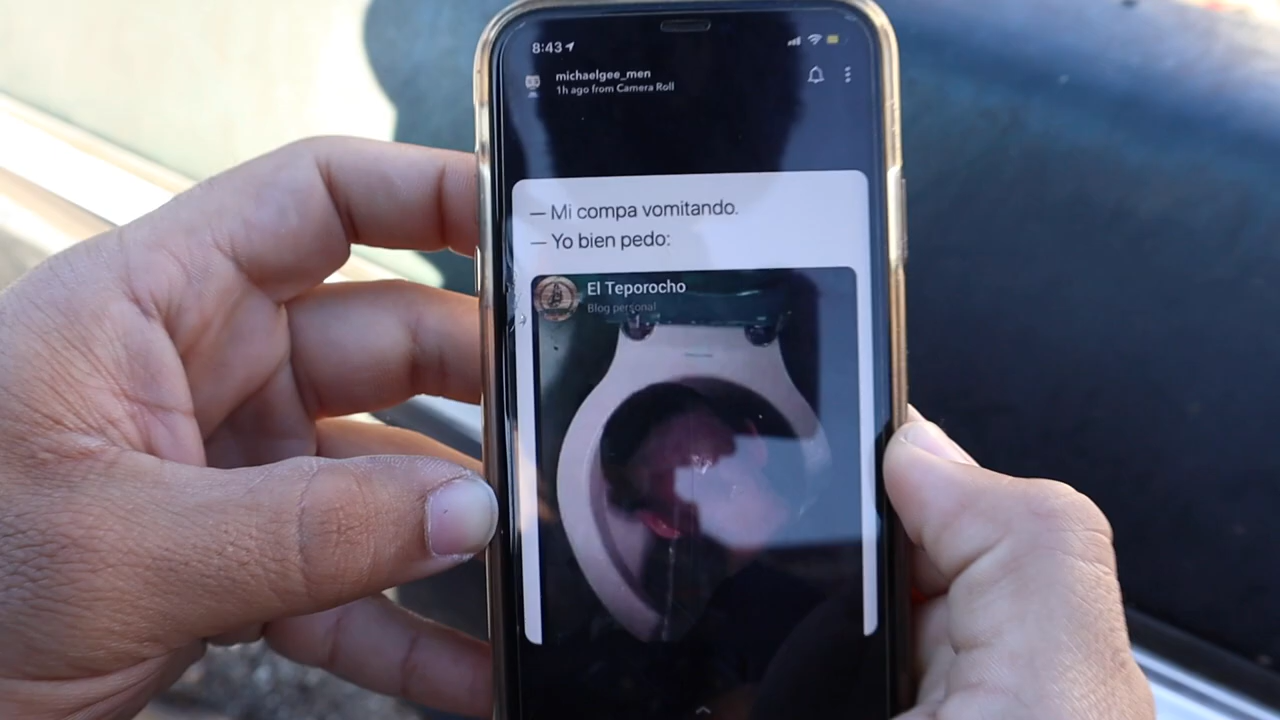 8:43
michaelgee_men
1h ago from Camera Roll
— Mi compa vomitando.
— Yo bien pedo:
El Teporocho
Blog personal